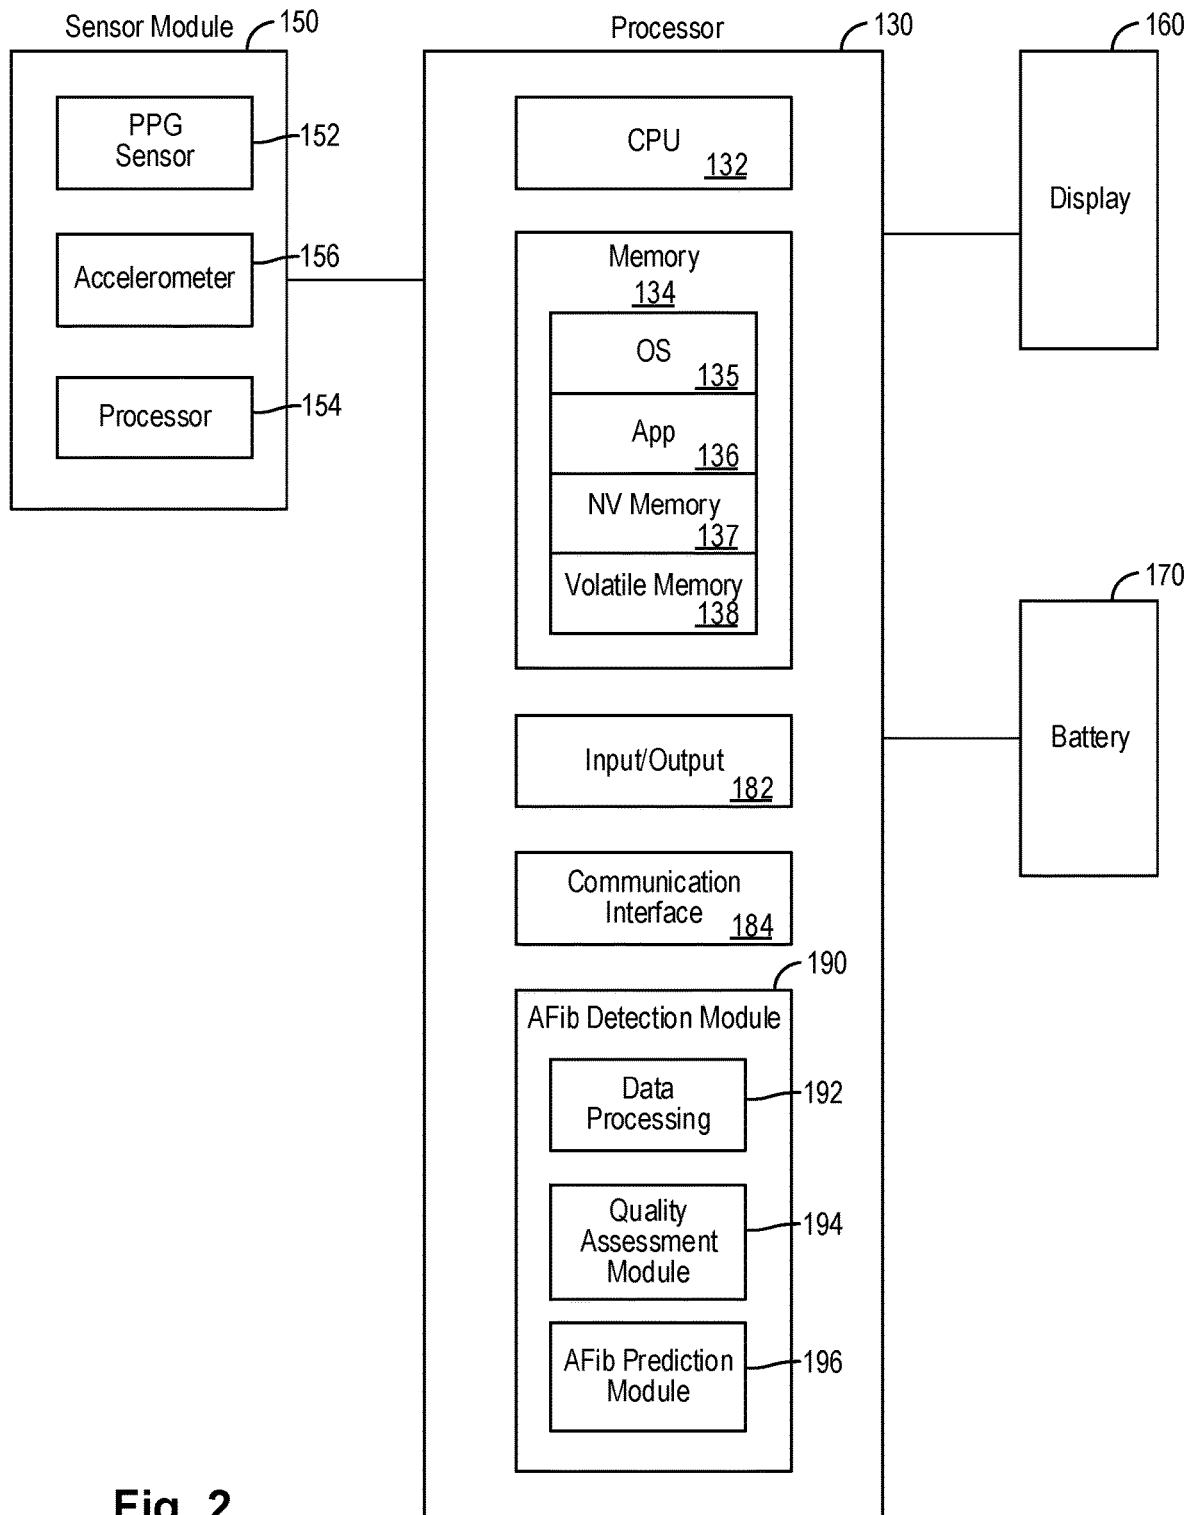 Sensor Module
150
PPG
Sensor
152
Accelerometer
156
Processor
154
Processor
130
CPU
132
Memory
134
OS
135
App
136
NV Memory
137
Volatile Memory
138
Input/Output
182
Communication
Interface
184
190
AFib Detection Module
Data
Processing
192
Quality
Assessment
Module
194
AFib Prediction
Module
196
160
Display
170
Battery
Fig. 2